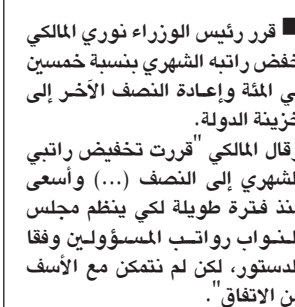 ■ قرر رئيس الوزراء نوري المالكي
خفض راتبه الشهري بنسبة خمسين
في المئة وإعادة النصف الآخر إلى
خزينة الدولة.
وقال المالكي "قررت تخفيض راتبي
الشهري إلى النصف (...) وأسعى
منذ فترة طويلة لكي ينظم مجلس
النواب رواتب المسؤولين وفقا
للدستور، لكن لم نتمكن مع الأسف
من الاتفاق".